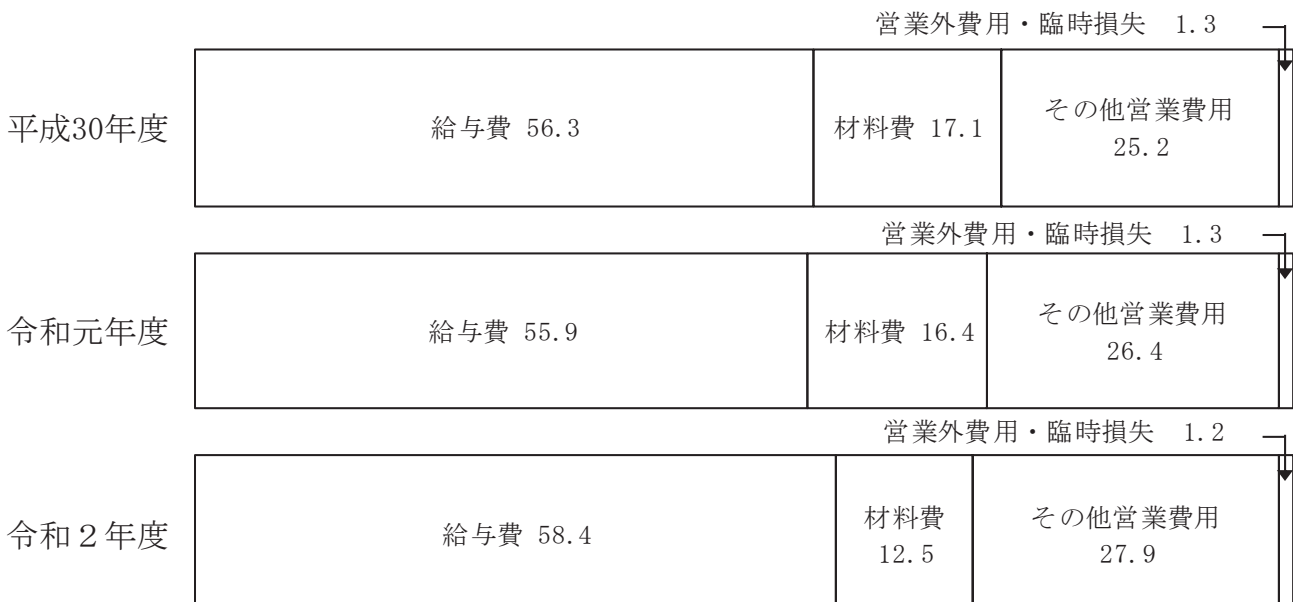 営業外費用・臨時損失 1.3
平成30年度
給与費 56.3
材料費 17.1
その他営業費用
25.2
営業外費用・臨時損失 1.3
令和元年度
給与費 55.9
材料費 16.4
その他営業費用
26.4
営業外費用・臨時損失 1.2
令和２年度
給与費 58.4
材料費
12.5
その他営業費用
27.9